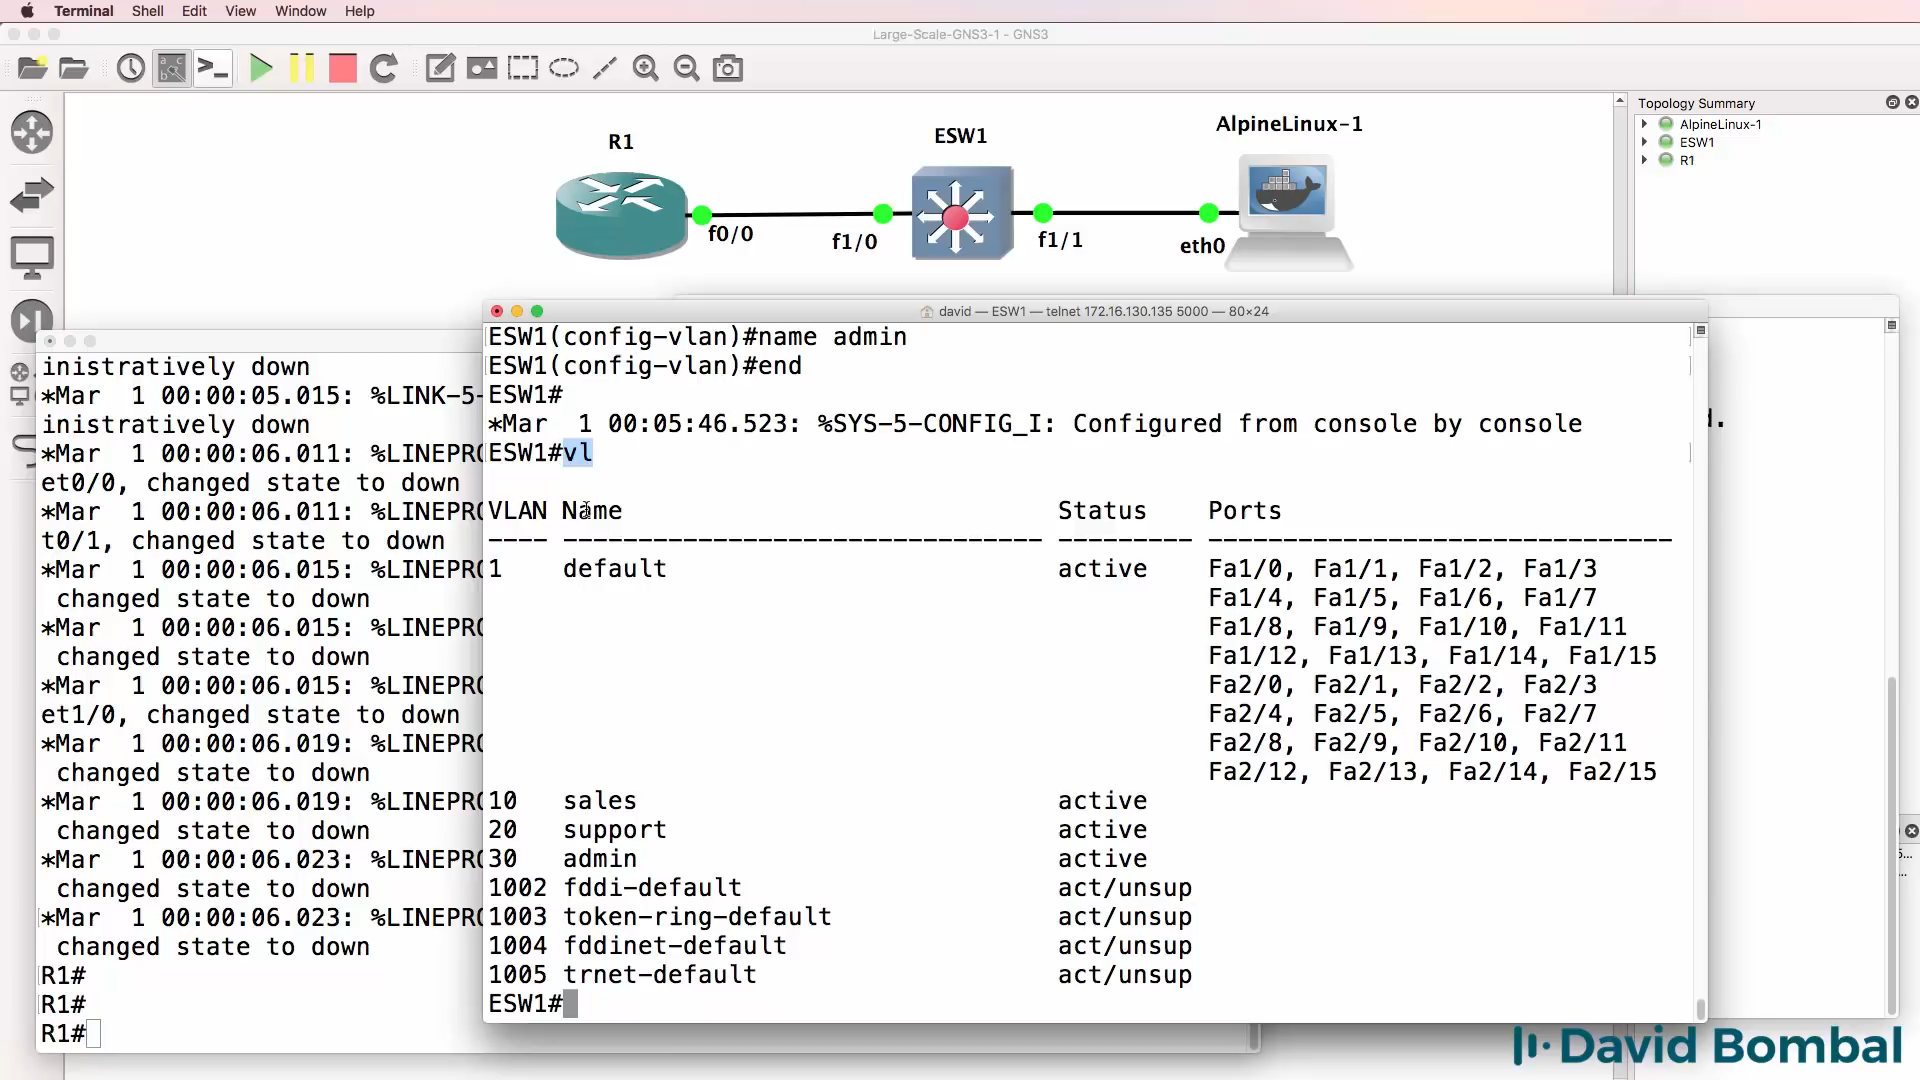 Terminal Shell Edit View Window Help
Large-Scale-GNS3-1 - GNS3
Topology Summary
AlpineLinux-1
ESW1
R1
R1
ESW1
AlpineLinux-1
f0/0
f1/0
f1/1
eth0
david — ESW1 — telnet 172.16.130.135 5000 — 80×24
ESW1(config-vlan)#name admin
ESW1(config-vlan)#end
ESW1#
*Mar  1 00:05:46.523: %SYS-5-CONFIG_I: Configured from console by console
ESW1#vl
VLAN Name Status Ports
---- -------------------------------- --------- -------------------------------
1 default active Fa1/0, Fa1/1, Fa1/2, Fa1/3
Fa1/4, Fa1/5, Fa1/6, Fa1/7
Fa1/8, Fa1/9, Fa1/10, Fa1/11
Fa1/12, Fa1/13, Fa1/14, Fa1/15
Fa2/0, Fa2/1, Fa2/2, Fa2/3
Fa2/4, Fa2/5, Fa2/6, Fa2/7
Fa2/8, Fa2/9, Fa2/10, Fa2/11
Fa2/12, Fa2/13, Fa2/14, Fa2/15
10 sales active
20 support active
30 admin active
1002 fddi-default act/unsup
1003 token-ring-default act/unsup
1004 fddinet-default act/unsup
1005 trnet-default act/unsup
ESW1#
inistratively down
*Mar  1 00:00:05.015: %LINK-5-
inistratively down
*Mar  1 00:00:06.011: %LINEPRO
et0/0, changed state to down
*Mar  1 00:00:06.011: %LINEPRO
t0/1, changed state to down
*Mar  1 00:00:06.015: %LINEPRO
changed state to down
*Mar  1 00:00:06.015: %LINEPRO
changed state to down
*Mar  1 00:00:06.015: %LINEPRO
et1/0, changed state to down
*Mar  1 00:00:06.019: %LINEPRO
changed state to down
*Mar  1 00:00:06.019: %LINEPRO
changed state to down
*Mar  1 00:00:06.023: %LINEPRO
changed state to down
*Mar  1 00:00:06.023: %LINEPRO
changed state to down
R1#
R1#
R1#
David Bombal